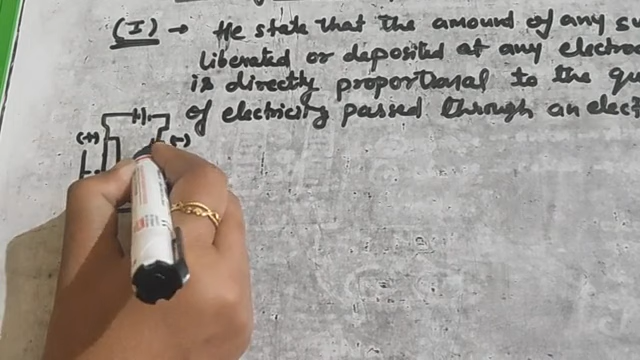 (I) → He state that the amount of any
liberated or deposited at any
is directly proportional to the
of electricity passed through an
(+) (-)